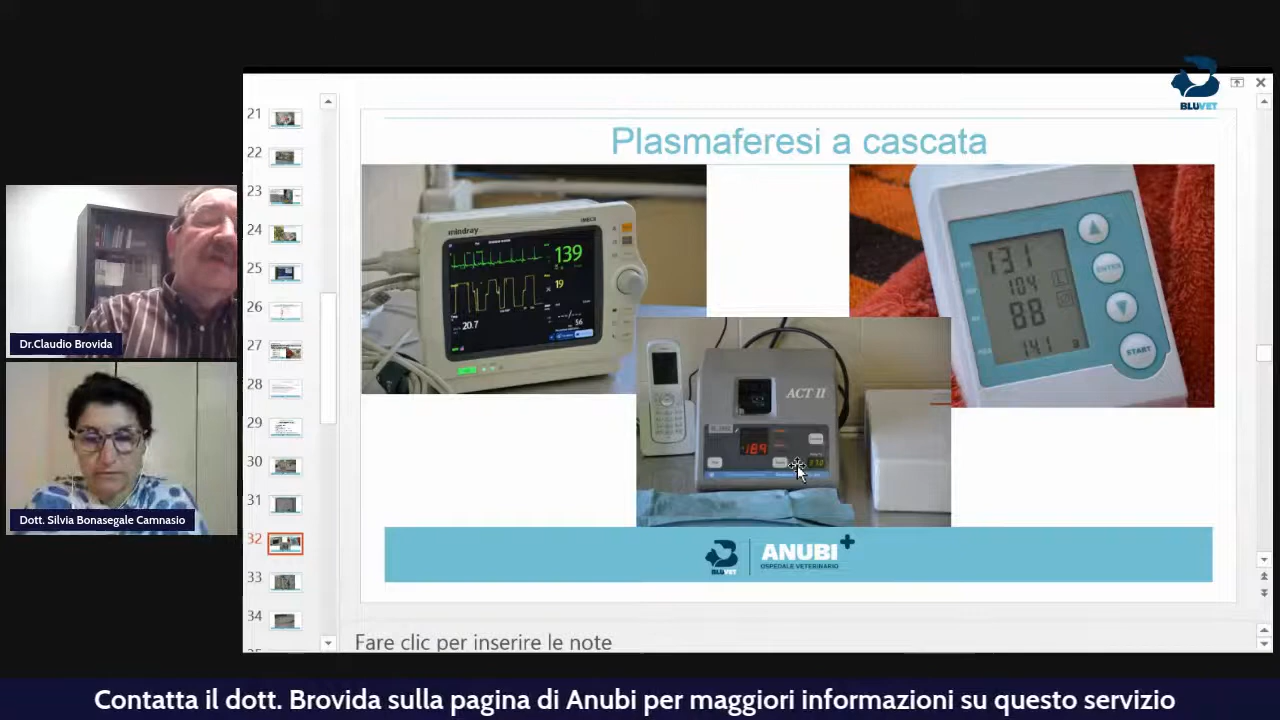 BLUVET
21
22
23
24
25
26
27
28
29
30
31
32
33
34
Plasmaferesi a cascata
mindray
139
19
20.7
56
131
104
88
141
ENTER
START
ACT II
189
Dr.Claudio Brovida
Dott. Silvia Bonasegale Camnasio
BLUVET
ANUBI
OSPEDALE VETERINARIO
Fare clic per inserire le note
Contatta il dott. Brovida sulla pagina di Anubi per maggiori informazioni su questo servizio